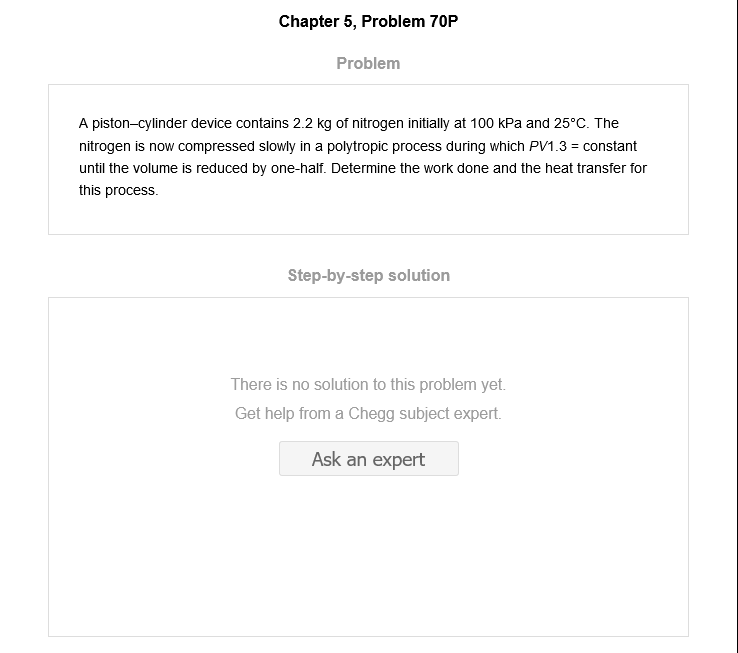 Chapter 5, Problem 70P
Problem
A piston–cylinder device contains 2.2 kg of nitrogen initially at 100 kPa and 25°C. The
nitrogen is now compressed slowly in a polytropic process during which PV1.3 = constant
until the volume is reduced by one-half. Determine the work done and the heat transfer for
this process.
Step-by-step solution
There is no solution to this problem yet.
Get help from a Chegg subject expert.
Ask an expert